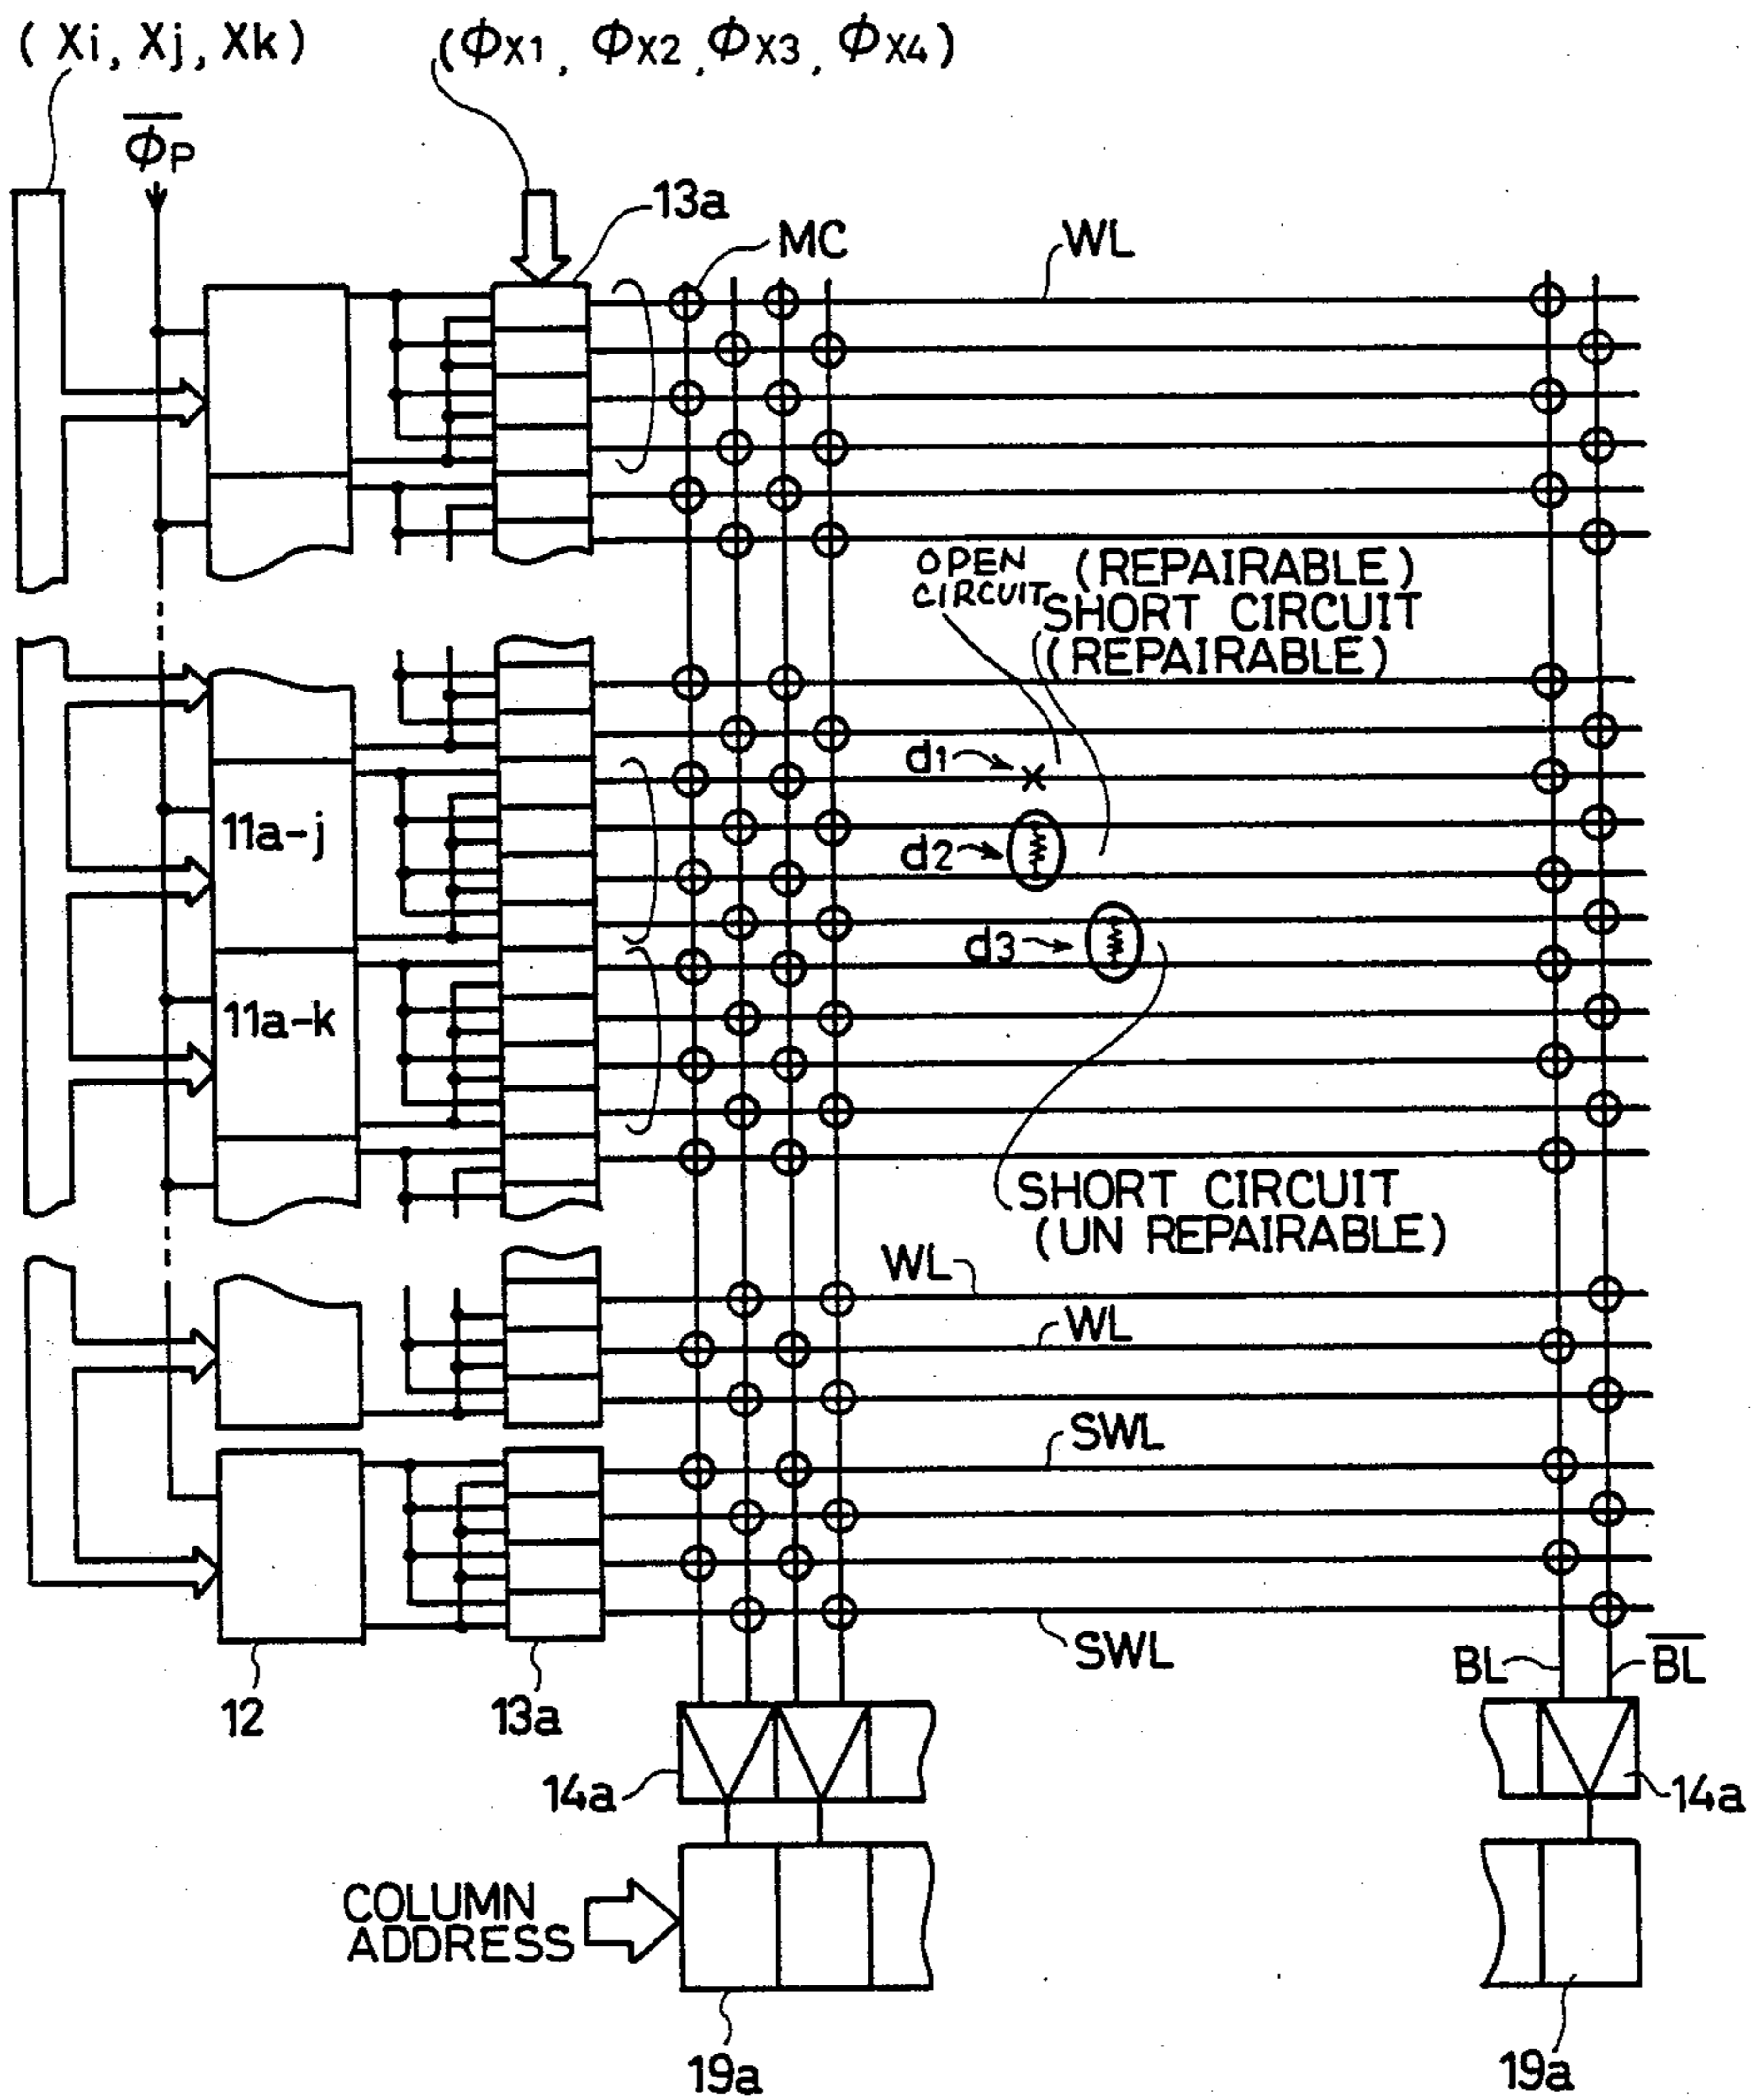 (Xi, Xj, Xk)
(ϕX1, ϕX2, ϕX3, ϕX4)
ϕ̅P
13a
MC
WL
OPEN (REPAIRABLE)
CIRCUIT SHORT CIRCUIT
(REPAIRABLE)
d1
11a-j
d2
d3
11a-k
SHORT CIRCUIT
(UN REPAIRABLE)
WL
WL
SWL
SWL
BL
B̅L̅
12
13a
14a
14a
COLUMN
ADDRESS
19a
19a